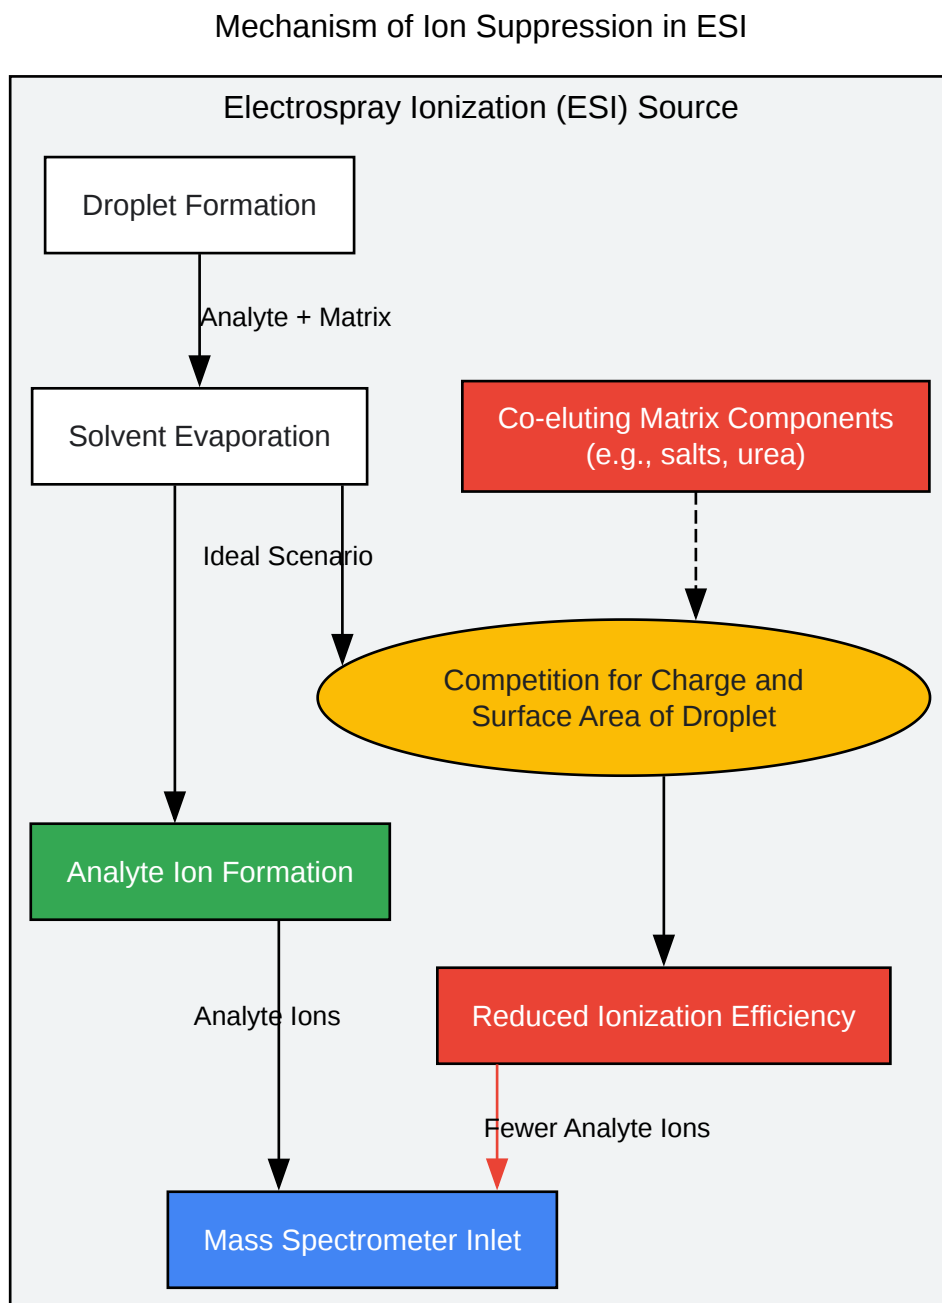 Mechanism of Ion Suppression in ESI
Electrospray Ionization (ESI) Source
Droplet Formation
Analyte + Matrix
Solvent Evaporation
Co-eluting Matrix Components
(e.g., salts, urea)
Ideal Scenario
Competition for Charge and
Surface Area of Droplet
Analyte Ion Formation
Analyte Ions
Reduced Ionization Efficiency
Fewer Analyte Ions
Mass Spectrometer Inlet